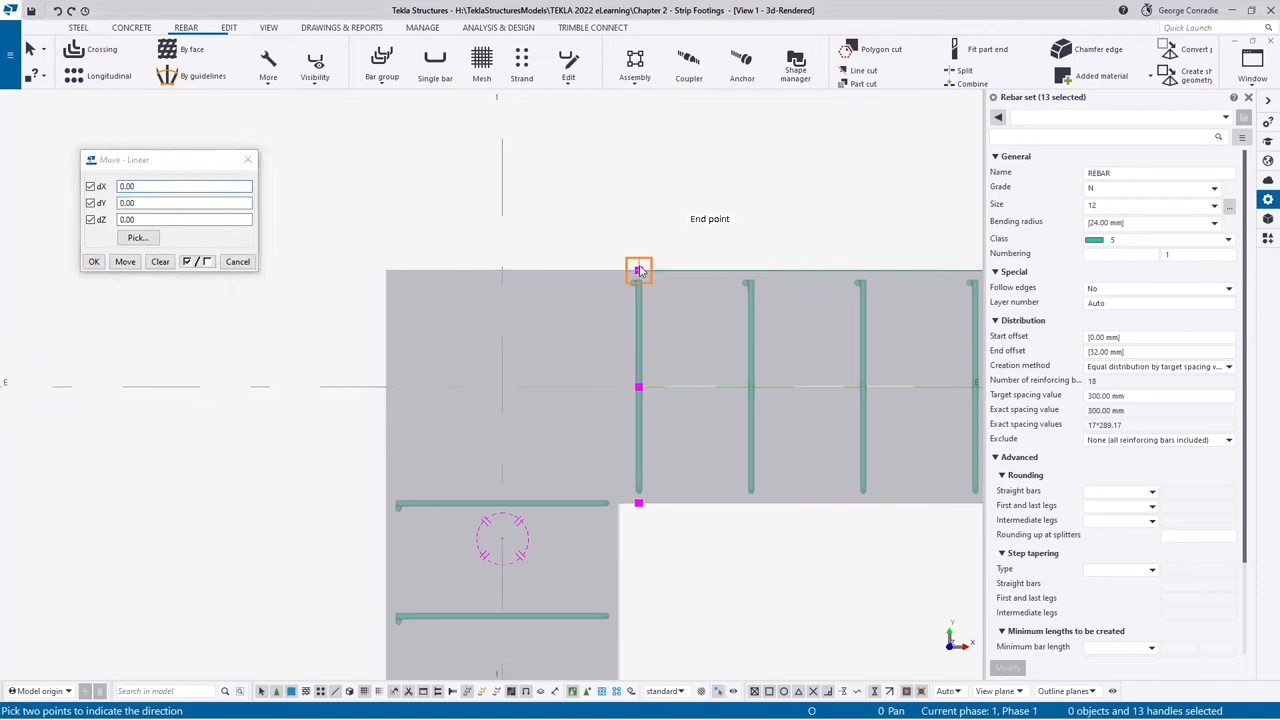 Tekla Structures - H:\TeklaStructuresModels\TEKLA 2022 eLearning\Chapter 2 - Strip Footings - [View 1 - 3d-Rendered]
George Conradie
STEEL CONCRETE REBAR EDIT VIEW DRAWINGS & REPORTS MANAGE ANALYSIS & DESIGN TRIMBLE CONNECT
Quick Launch
Crossing
Longitudinal
By face
By guidelines
More
Visibility
Bar group
Single bar
Mesh
Strand
Edit
Assembly
Coupler
Anchor
Shape manager
Polygon cut
Line cut
Part cut
Fit part end
Split
Combine
Chamfer edge
Added material
Convert
Create sh
geometry
Window
Move - Linear
dX 0.00
dY 0.00
dZ 0.00
Pick...
OK Move Clear / Cancel
1
End point
E
E
1
Y
X
Rebar set (13 selected)
General
Name REBAR
Grade N
Size 12 ...
Bending radius [24.00 mm]
Class 5
Numbering 1
Special
Follow edges No
Layer number Auto
Distribution
Start offset [0.00 mm]
End offset [32.00 mm]
Creation method Equal distribution by target spacing v...
Number of reinforcing b... 18
Target spacing value 300.00 mm
Exact spacing value 300.00 mm
Exact spacing values 17*289.17
Exclude None (all reinforcing bars included)
Advanced
Rounding
Straight bars
First and last legs
Intermediate legs
Rounding up at splitters
Step tapering
Type
Straight bars
First and last legs
Intermediate legs
Minimum lengths to be created
Minimum bar length
Modify
Model origin Search in model standard Auto View plane Outline planes
Pick two points to indicate the direction O 0 Pan Current phase: 1, Phase 1 0 objects and 13 handles selected